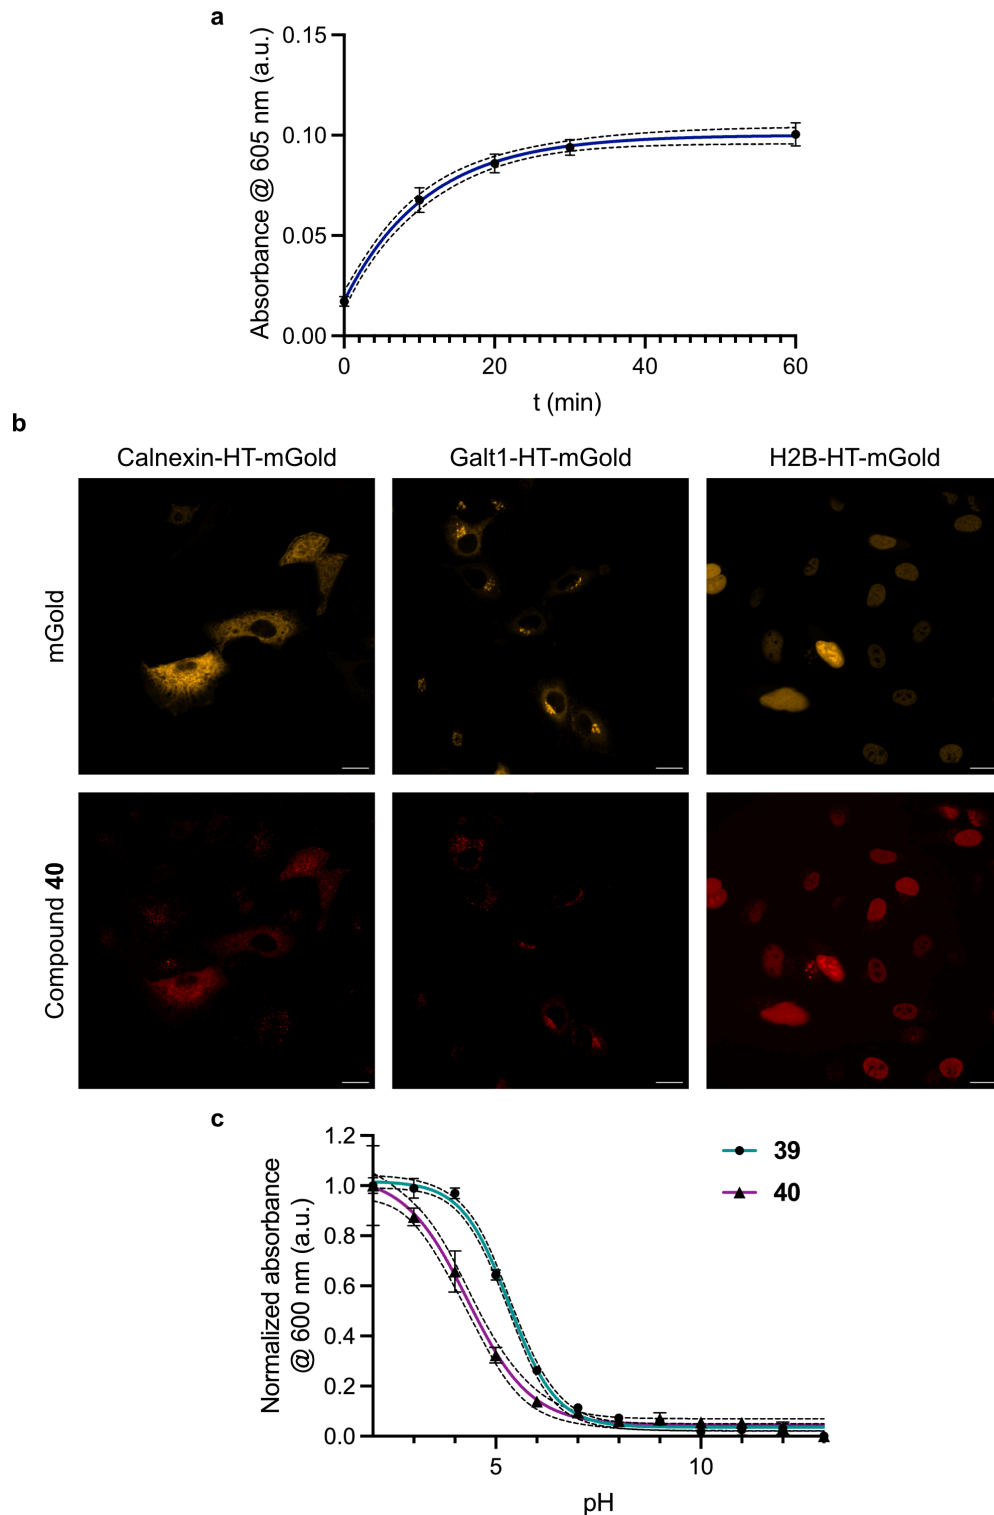 a
0.15
0.10
0.05
0.00
Absorbance @ 605 nm (a.u.)
0 20 40 60
t (min)
b
Calnexin-HT-mGold Galt1-HT-mGold H2B-HT-mGold
mGold
Compound 40
c
1.2
1.0
0.8
0.6
0.4
0.2
0.0
Normalized absorbance
@ 600 nm (a.u.)
39
40
5 10
pH